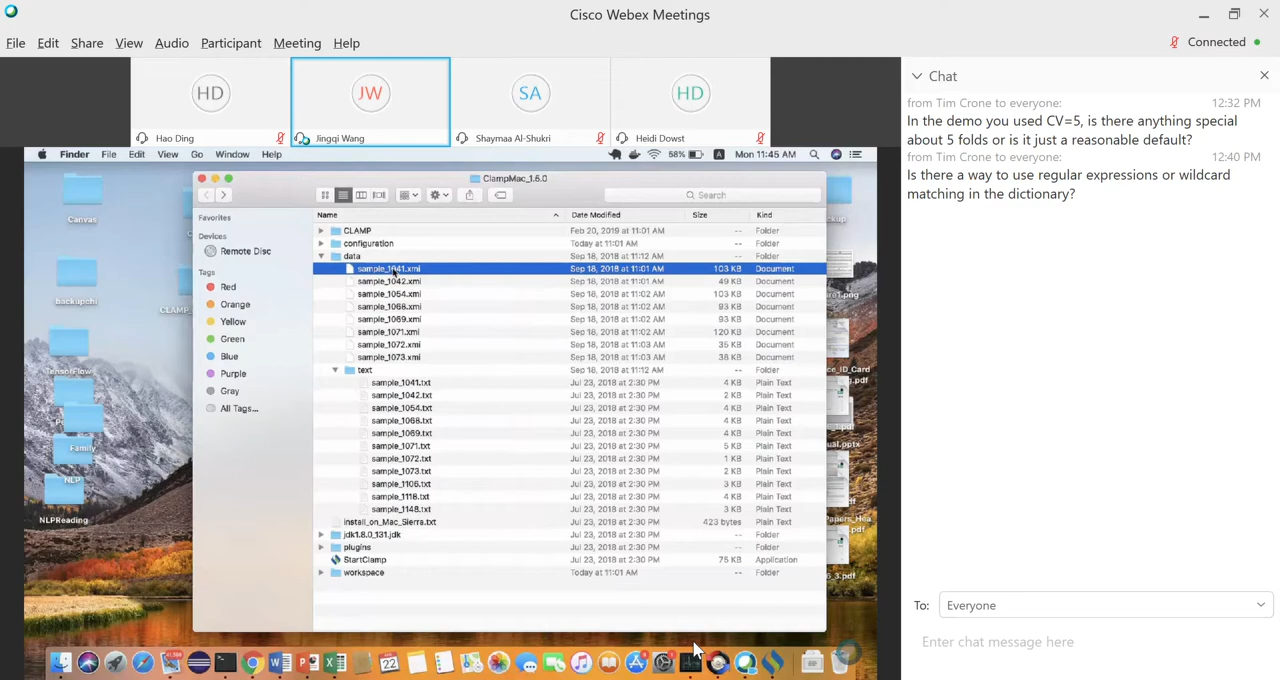 Cisco Webex Meetings
File Edit Share View Audio Participant Meeting Help
Connected
HD
Hao Ding
JW
Jingqi Wang
SA
Shaymaa Al-Shukri
HD
Heidi Dowst
Chat
from Tim Crone to everyone: 12:32 PM
In the demo you used CV=5, is there anything special
about 5 folds or is it just a reasonable default?
from Tim Crone to everyone: 12:40 PM
Is there a way to use regular expressions or wildcard
matching in the dictionary?
To: Everyone
Enter chat message here
Finder File Edit View Go Window Help
58% Mon 11:45 AM
Canvas
backupchi
TensorFlow
Family
NLP
NLPReading
ClampMac_1.6.0
Search
Favorites
Devices
Remote Disc
Tags
Red
Orange
Yellow
Green
Blue
Purple
Gray
All Tags...
Name Date Modified Size Kind
CLAMP Feb 20, 2019 at 11:01 AM -- Folder
configuration Today at 11:01 AM -- Folder
data Sep 18, 2018 at 11:12 AM -- Folder
sample_1041.xmi Sep 18, 2018 at 11:01 AM 103 KB Document
sample_1042.xmi Sep 18, 2018 at 11:01 AM 49 KB Document
sample_1054.xmi Sep 18, 2018 at 11:02 AM 103 KB Document
sample_1068.xmi Sep 18, 2018 at 11:02 AM 93 KB Document
sample_1069.xmi Sep 18, 2018 at 11:02 AM 93 KB Document
sample_1071.xmi Sep 18, 2018 at 11:03 AM 120 KB Document
sample_1072.xmi Sep 18, 2018 at 11:03 AM 35 KB Document
sample_1073.xmi Sep 18, 2018 at 11:03 AM 38 KB Document
text Sep 18, 2018 at 11:12 AM -- Folder
sample_1041.txt Jul 23, 2018 at 2:30 PM 4 KB Plain Text
sample_1042.txt Jul 23, 2018 at 2:30 PM 2 KB Plain Text
sample_1054.txt Jul 23, 2018 at 2:30 PM 4 KB Plain Text
sample_1068.txt Jul 23, 2018 at 2:30 PM 4 KB Plain Text
sample_1069.txt Jul 23, 2018 at 2:30 PM 4 KB Plain Text
sample_1071.txt Jul 23, 2018 at 2:30 PM 5 KB Plain Text
sample_1072.txt Jul 23, 2018 at 2:30 PM 1 KB Plain Text
sample_1073.txt Jul 23, 2018 at 2:30 PM 2 KB Plain Text
sample_1106.txt Jul 23, 2018 at 2:30 PM 3 KB Plain Text
sample_1118.txt Jul 23, 2018 at 2:30 PM 4 KB Plain Text
sample_1148.txt Jul 23, 2018 at 2:30 PM 3 KB Plain Text
install_on_Mac_Sierra.txt Jul 23, 2018 at 2:30 PM 423 bytes Plain Text
jdk1.8.0_131.jdk Jul 23, 2018 at 2:30 PM -- Folder
plugins Jul 23, 2018 at 2:30 PM -- Folder
StartClamp Jul 23, 2018 at 2:30 PM 75 KB Application
workspace Today at 11:01 AM -- Folder